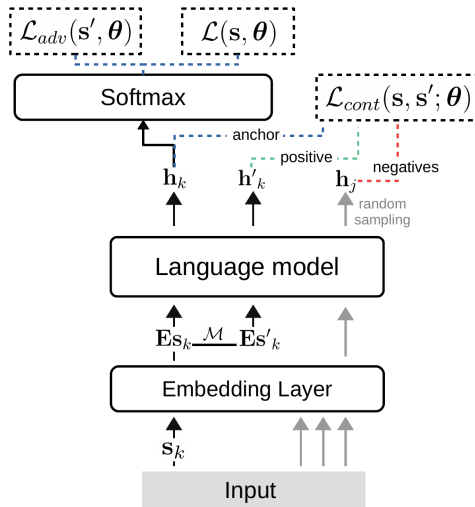 ℒ_adv(s′, θ) ℒ(s, θ)
Softmax
ℒ_cont(s, s′; θ)
anchor
positive
negatives
h_k h′_k h_j
random
sampling
Language model
Es_k ℳ Es′_k
Embedding Layer
s_k
Input